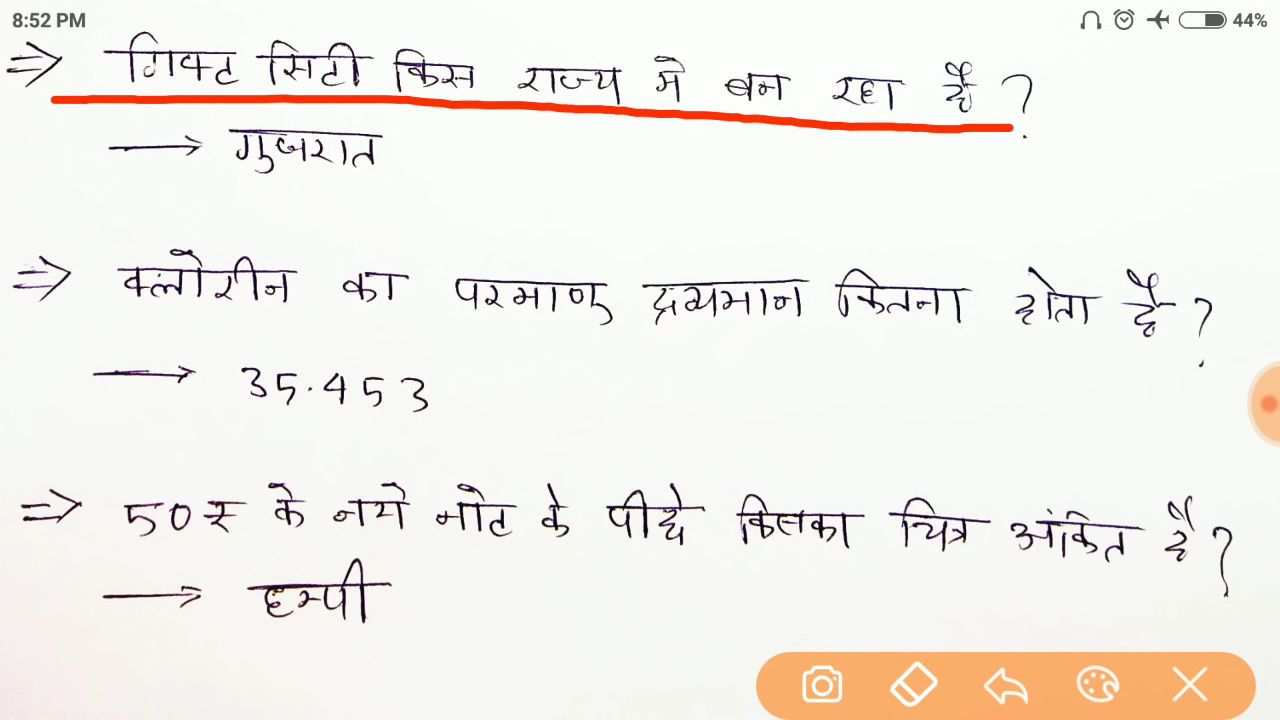 8:52 PM 44%
⇒ गिफ्ट सिटी किस राज्य मे बन रहा है ?
→ गुजरात
⇒ क्लोरीन का परमाणु द्रव्यमान कितना होता है ?
→ 35.453
⇒ 50 ₹ के नये नोट के पीछे किसका चित्र अंकित है ?
→ हम्पी